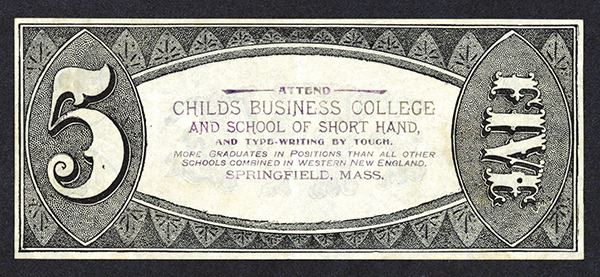 5
ATTEND
CHILDS BUSINESS COLLEGE
AND SCHOOL OF SHORT HAND,
AND TYPE-WRITING BY TOUCH.
MORE GRADUATES IN POSITIONS THAN ALL OTHER
SCHOOLS COMBINED IN WESTERN NEW ENGLAND.
SPRINGFIELD, MASS.
FIVE